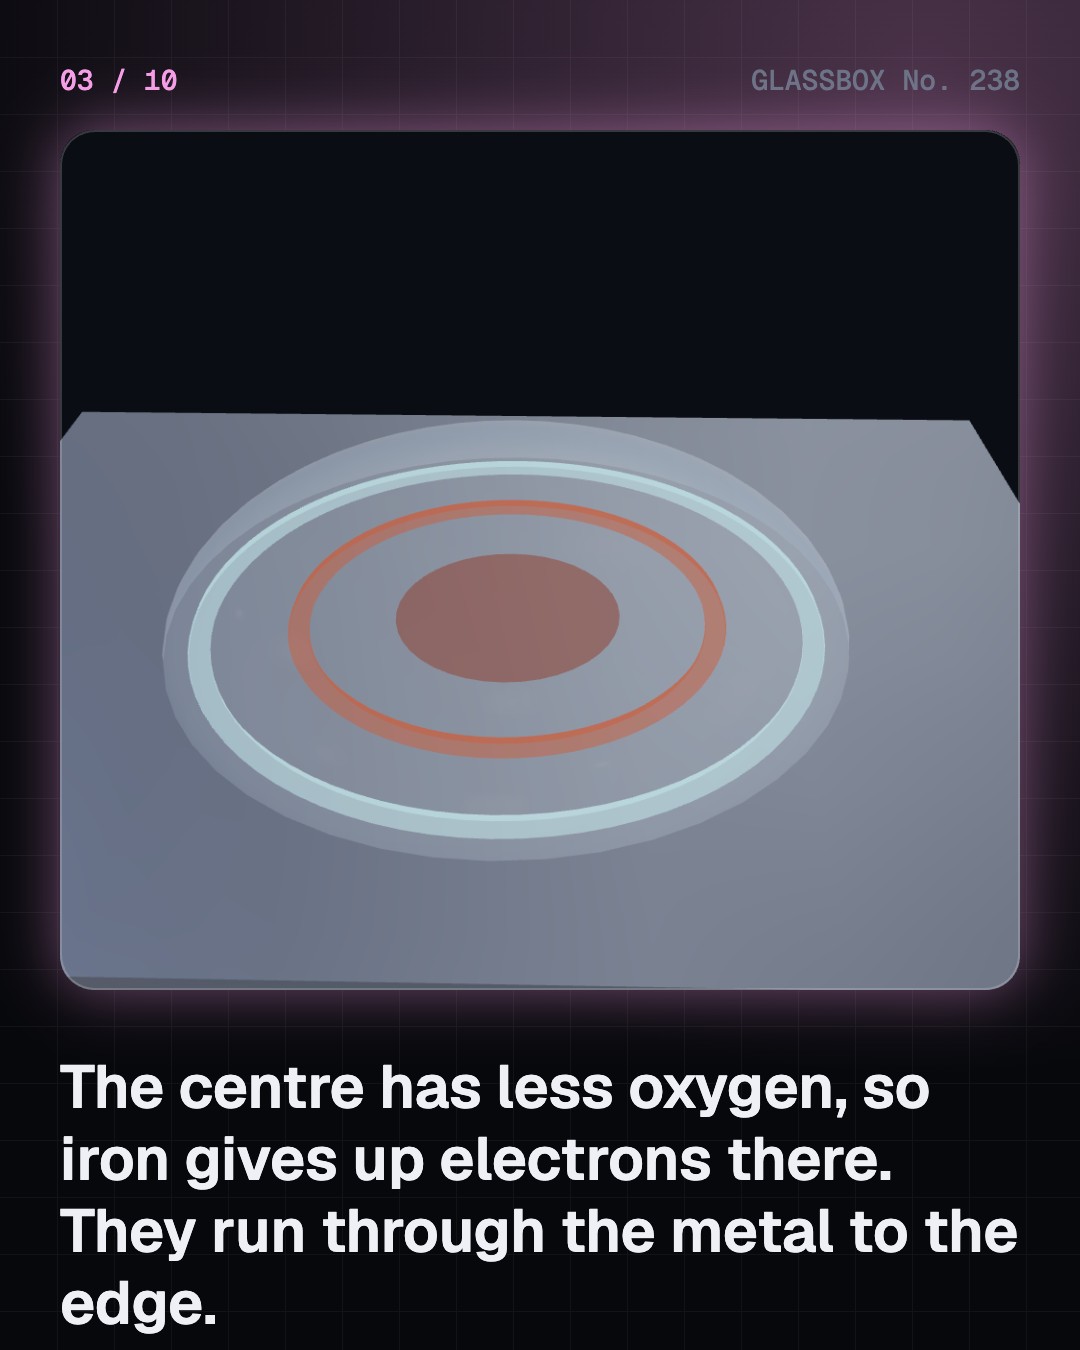 03 / 10
GLASSBOX No. 238
The centre has less oxygen, so
iron gives up electrons there.
They run through the metal to the
edge.